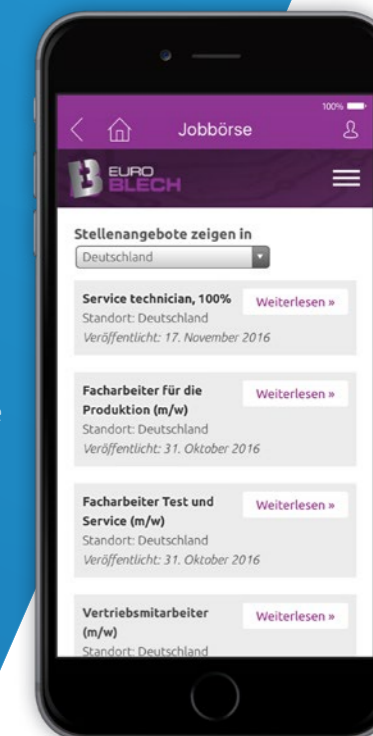 100%
Jobbörse
EURO
BLECH
Stellenangebote zeigen in
Deutschland
Service technician, 100%
Weiterlesen »
Standort: Deutschland
Veröffentlicht: 17. November 2016
Facharbeiter für die
Produktion (m/w)
Weiterlesen »
Standort: Deutschland
Veröffentlicht: 31. Oktober 2016
Facharbeiter Test und
Service (m/w)
Weiterlesen »
Standort: Deutschland
Veröffentlicht: 31. Oktober 2016
Vertriebsmitarbeiter
(m/w)
Weiterlesen »
Standort: Deutschland